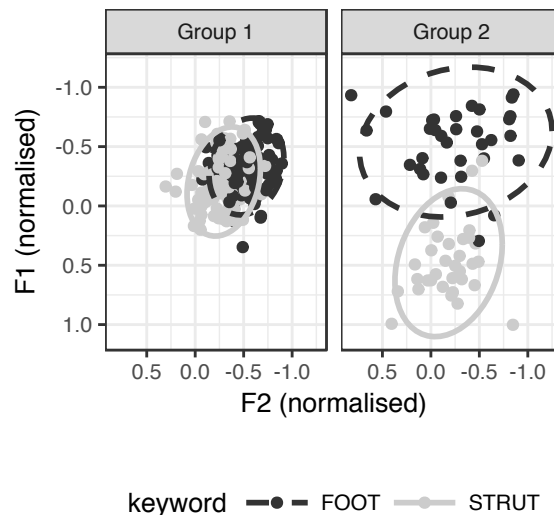 Group 1 Group 2
-1.0
-0.5
0.0
0.5
1.0
F1 (normalised)
0.5 0.0 -0.5 -1.0 0.5 0.0 -0.5 -1.0
F2 (normalised)
keyword FOOT STRUT